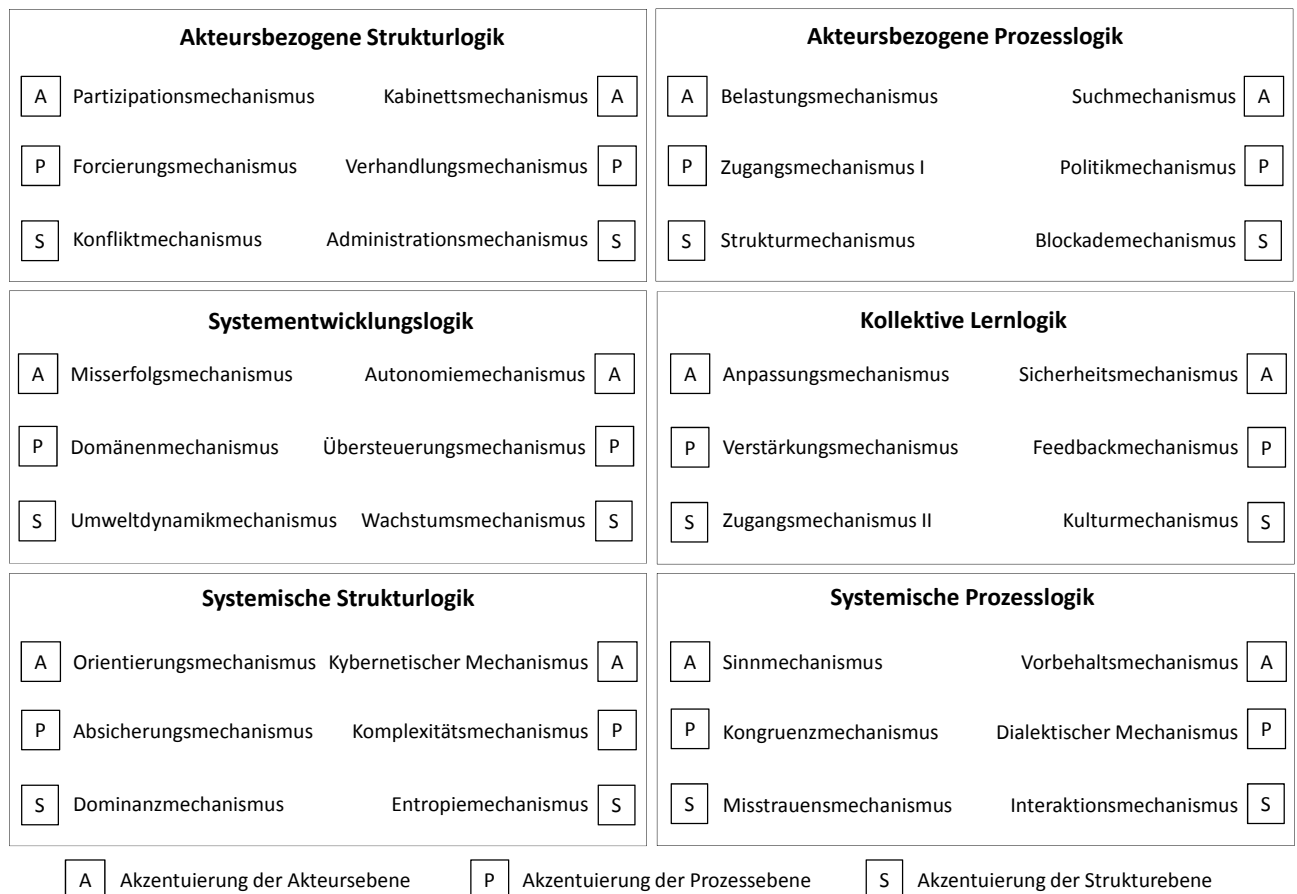 Akteursbezogene Strukturlogik
A Partizipationsmechanismus Kabinettsmechanismus A
P Forcierungsmechanismus Verhandlungsmechanismus P
S Konfliktmechanismus Administrationsmechanismus S
Akteursbezogene Prozesslogik
A Belastungsmechanismus Suchmechanismus A
P Zugangsmechanismus I Politikmechanismus P
S Strukturmechanismus Blockademechanismus S
Systementwicklungslogik
A Misserfolgsmechanismus Autonomiemechanismus A
P Domänenmechanismus Übersteuerungsmechanismus P
S Umweltdynamikmechanismus Wachstumsmechanismus S
Kollektive Lernlogik
A Anpassungsmechanismus Sicherheitsmechanismus A
P Verstärkungsmechanismus Feedbackmechanismus P
S Zugangsmechanismus II Kulturmechanismus S
Systemische Strukturlogik
A Orientierungsmechanismus Kybernetischer Mechanismus A
P Absicherungsmechanismus Komplexitätsmechanismus P
S Dominanzmechanismus Entropiemechanismus S
Systemische Prozesslogik
A Sinnmechanismus Vorbehaltsmechanismus A
P Kongruenzmechanismus Dialektischer Mechanismus P
S Misstrauensmechanismus Interaktionsmechanismus S
A Akzentuierung der Akteursebene P Akzentuierung der Prozessebene S Akzentuierung der Strukturebene